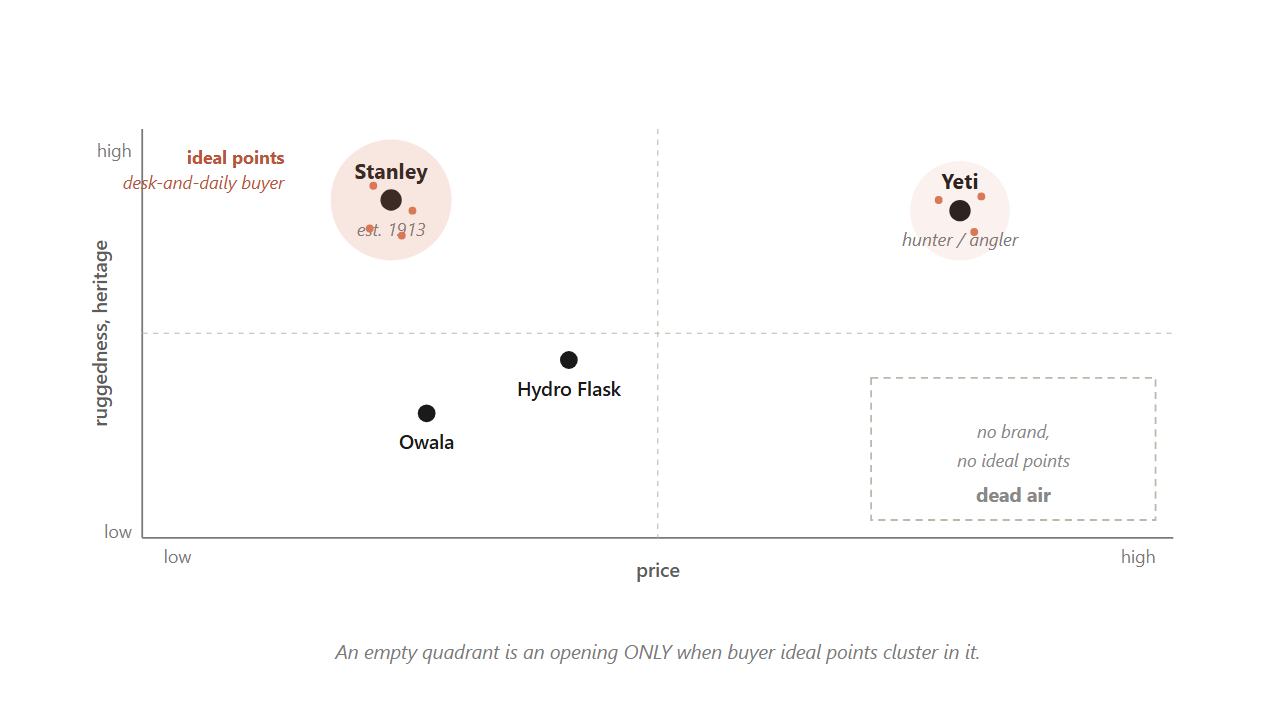 high
ideal points
desk-and-daily buyer
Stanley
est. 1913
Yeti
hunter / angler
ruggedness, heritage
Hydro Flask
Owala
no brand,
no ideal points
dead air
low
low
high
price
An empty quadrant is an opening ONLY when buyer ideal points cluster in it.